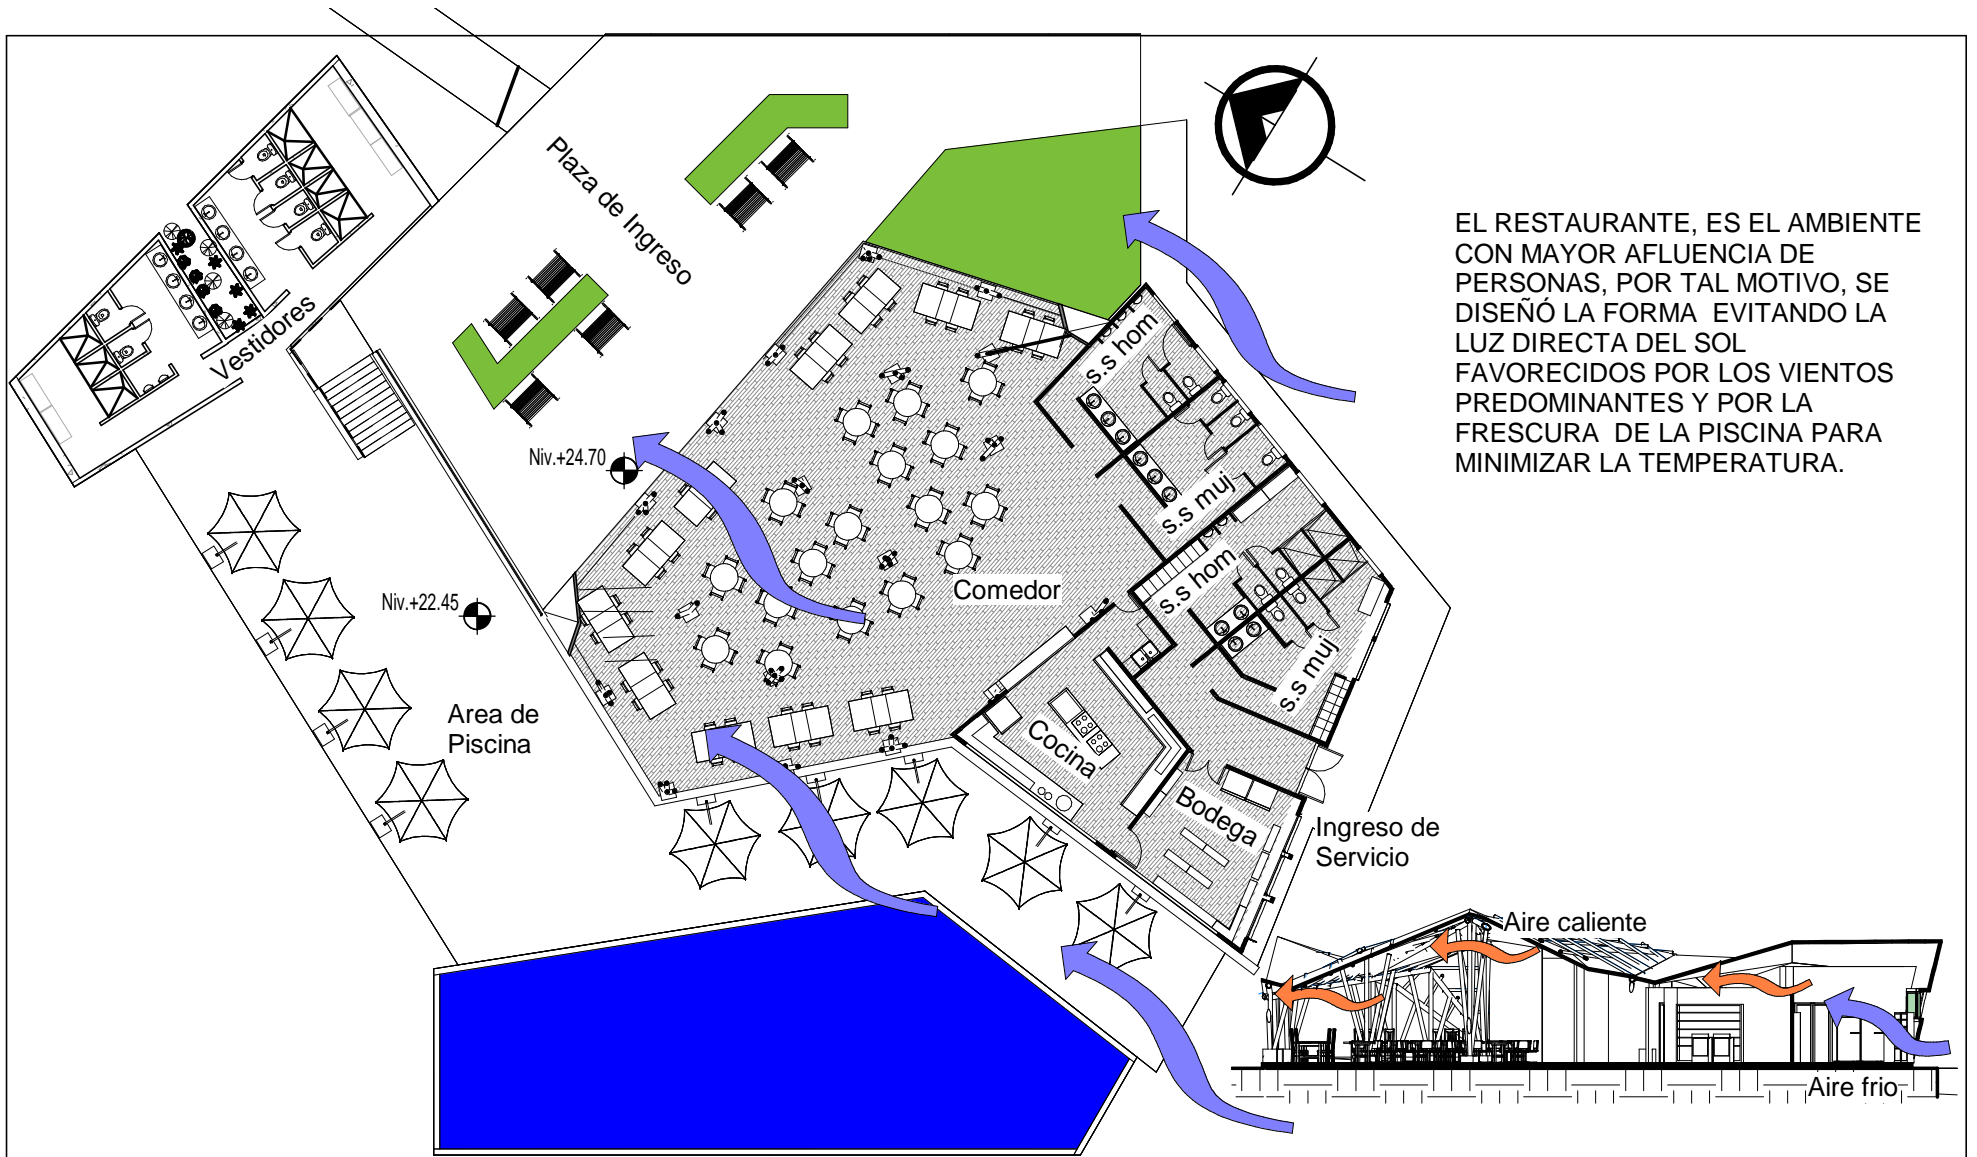 Plaza de Ingreso
EL RESTAURANTE, ES EL AMBIENTE
CON MAYOR AFLUENCIA DE
PERSONAS, POR TAL MOTIVO, SE
DISEÑÓ LA FORMA  EVITANDO LA
LUZ DIRECTA DEL SOL
FAVORECIDOS POR LOS VIENTOS
PREDOMINANTES Y POR LA
FRESCURA  DE LA PISCINA PARA
MINIMIZAR LA TEMPERATURA.
Vestidores
s.s hom
Niv.+24.70
s.s muj
s.s hom
Comedor
Niv.+22.45
s.s muj
Area de
Piscina
Cocina
Bodega
Ingreso de
Servicio
Aire caliente
Aire frio